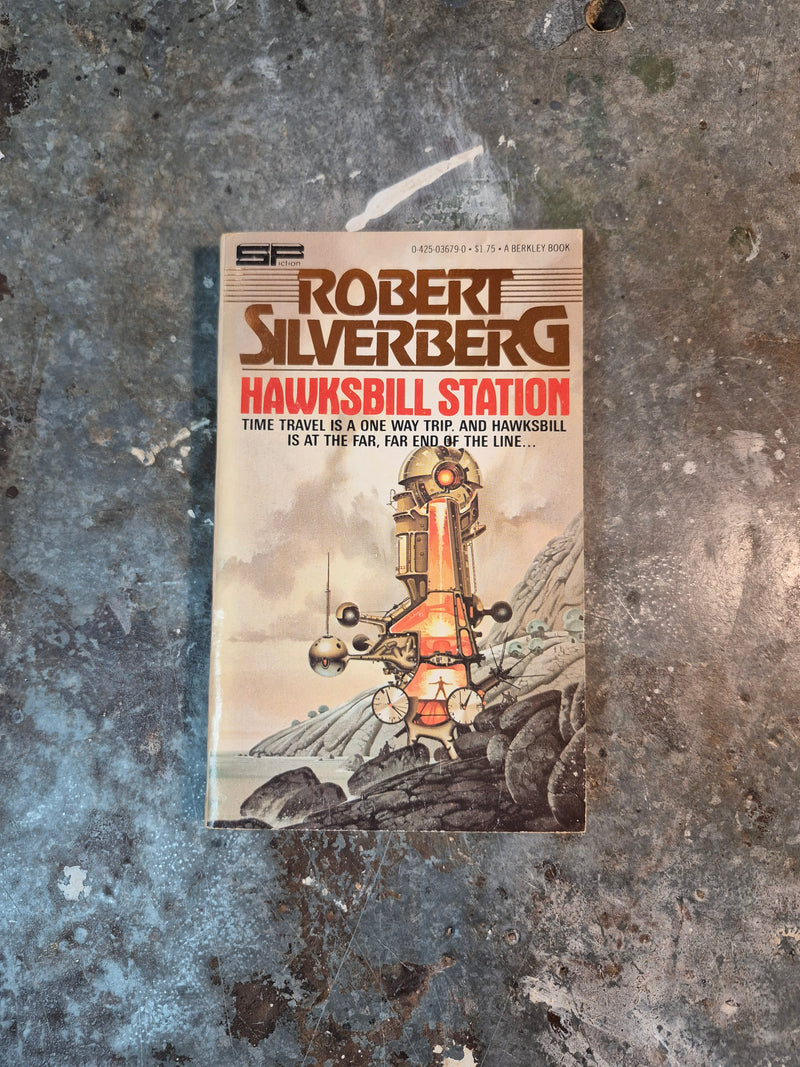 SF
iction
0-425-03679-0 • $1.75 • A BERKLEY BOOK
ROBERT
SILVERBERG
HAWKSBILL STATION
TIME TRAVEL IS A ONE WAY TRIP. AND HAWKSBILL
IS AT THE FAR, FAR END OF THE LINE...